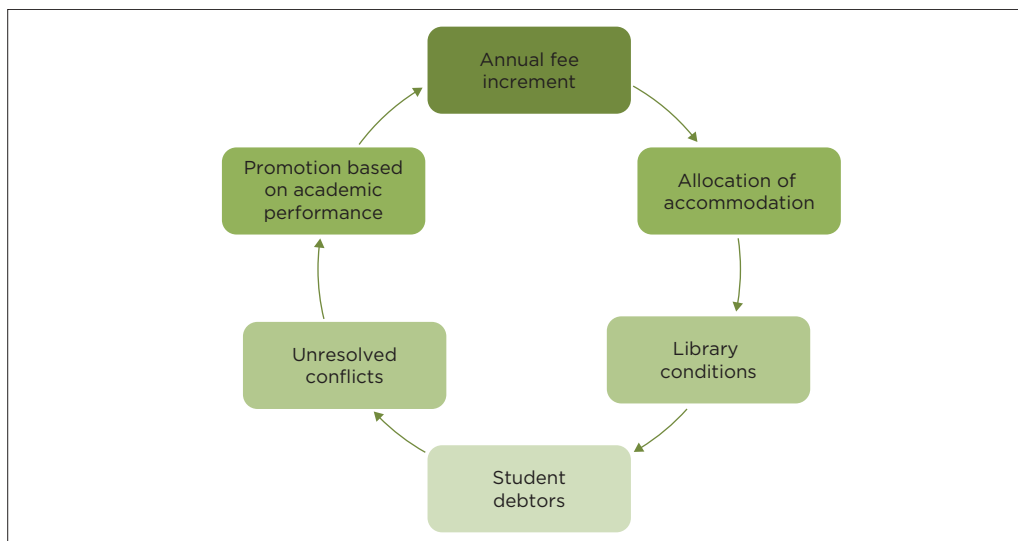 Annual fee
increment
Allocation of
accommodation
Library
conditions
Student
debtors
Unresolved
conflicts
Promotion based
on academic
performance